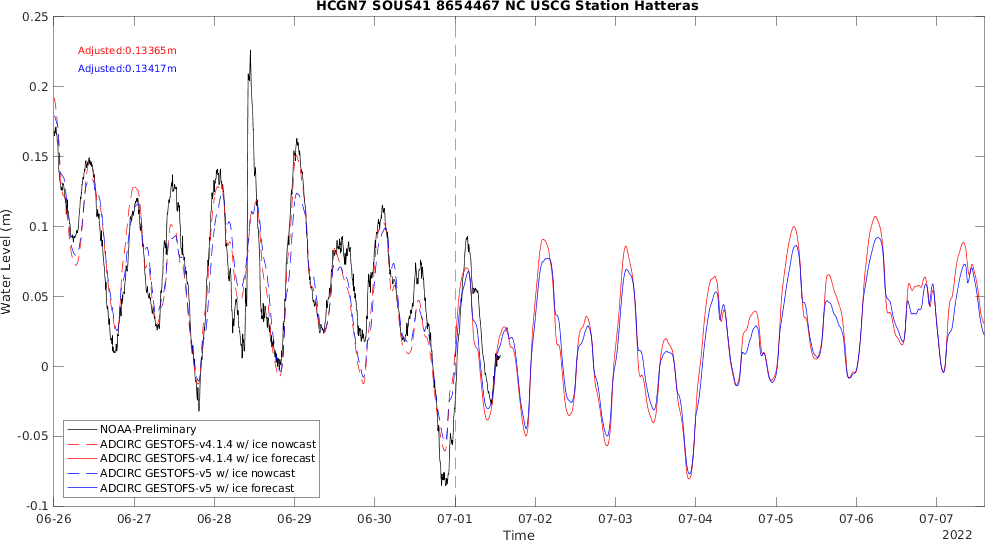 HCGN7 SOUS41 8654467 NC USCG Station Hatteras
0.25
Adjusted:0.13365m
Adjusted:0.13417m
0.2
0.15
0.1
0.05
0
-0.05
-0.1
Water Level (m)
NOAA-Preliminary
ADCIRC GESTOFS-v4.1.4 w/ ice nowcast
ADCIRC GESTOFS-v4.1.4 w/ ice forecast
ADCIRC GESTOFS-v5 w/ ice nowcast
ADCIRC GESTOFS-v5 w/ ice forecast
06-26 06-27 06-28 06-29 06-30 07-01 07-02 07-03 07-04 07-05 07-06 07-07
Time
2022